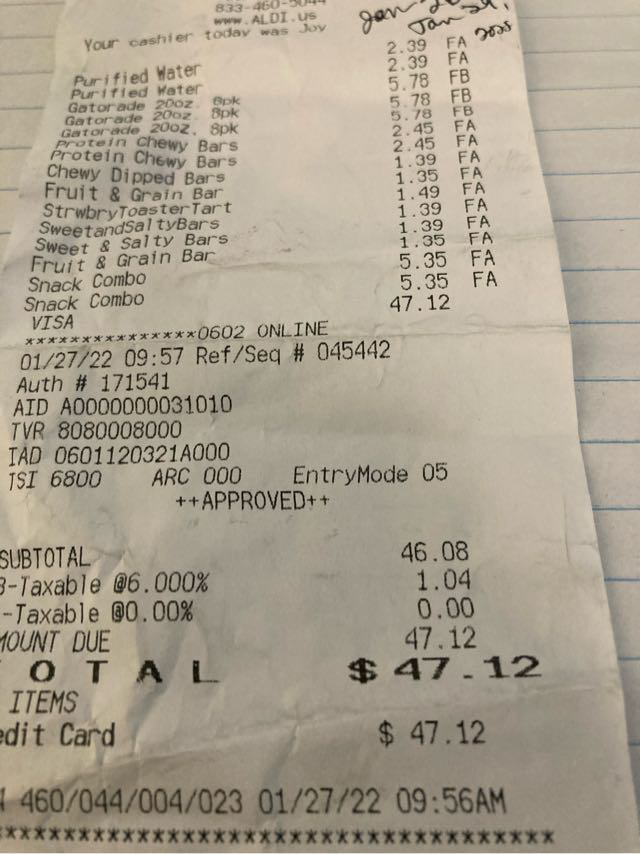 833-460-5044
www.ALDI.us
Your cashier today was Joy
Purified Water 2.39 FA
Purified Water 2.39 FA
Gatorade 20oz. 8pk 5.78 FB
Gatorade 20oz. 8pk 5.78 FB
Gatorade 20oz. 8pk 5.78 FB
Protein Chewy Bars 2.45 FA
Protein Chewy Bars 2.45 FA
Chewy Dipped Bars 1.39 FA
Fruit & Grain Bar 1.35 FA
StrwbryToasterTart 1.49 FA
SweetandSaltyBars 1.39 FA
Sweet & Salty Bars 1.39 FA
Fruit & Grain Bar 1.35 FA
Snack Combo 5.35 FA
Snack Combo 5.35 FA
VISA 47.12
***************0602 ONLINE
01/27/22 09:57 Ref/Seq # 045442
Auth # 171541
AID A0000000031010
TVR 8080008000
IAD 0601120321A000
TSI 6800 ARC 000 EntryMode 05
++APPROVED++
SUBTOTAL 46.08
B-Taxable @6.000% 1.04
-Taxable @0.00% 0.00
MOUNT DUE 47.12
OTAL $47.12
ITEMS
edit Card $ 47.12
460/044/004/023 01/27/22 09:56AM